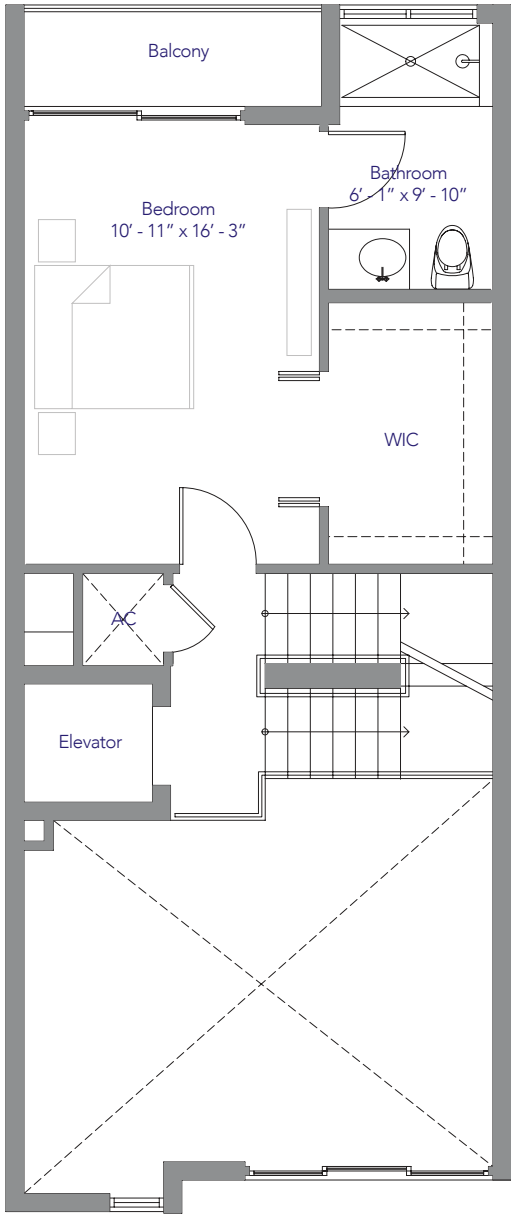 Balcony
Bathroom
6' - 1" x 9' - 10"
Bedroom
10' - 11" x 16' - 3"
WIC
AC
Elevator